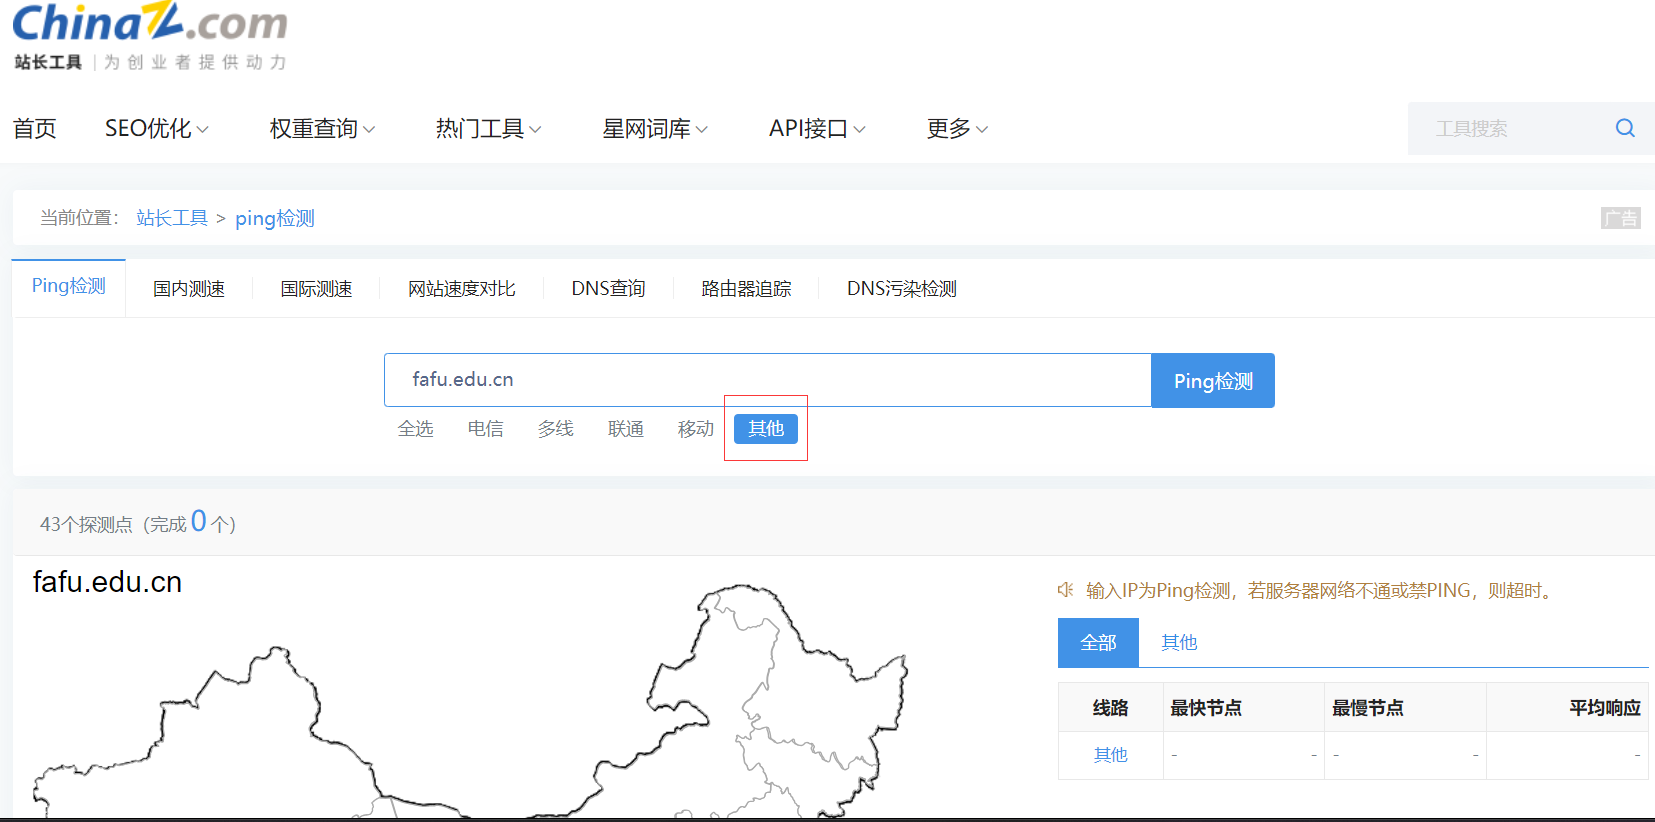 ChinaZ.com
站长工具 | 为创业者提供动力
首页 SEO优化 权重查询 热门工具 星网词库 API接口 更多 工具搜索
当前位置： 站长工具 > ping检测 广告
Ping检测 国内测速 国际测速 网站速度对比 DNS查询 路由器追踪 DNS污染检测
fafu.edu.cn Ping检测
全选 电信 多线 联通 移动 其他
43个探测点（完成0个）
fafu.edu.cn
输入IP为Ping检测，若服务器网络不通或禁PING，则超时。
全部 其他
线路 最快节点 最慢节点 平均响应
其他 - - - - -